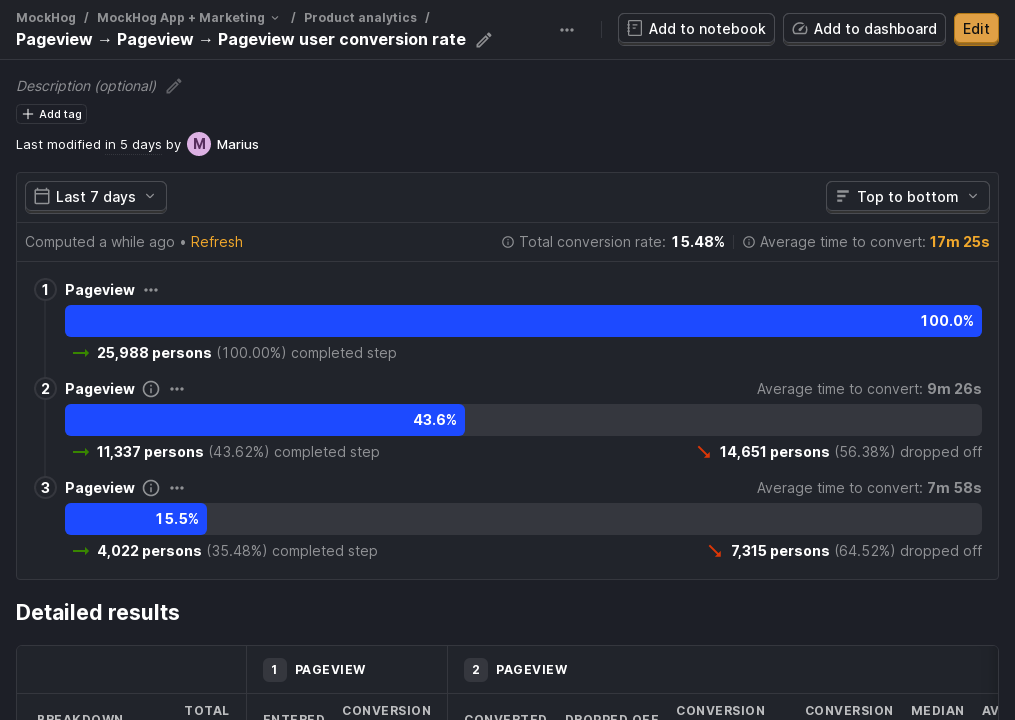 MockHog / MockHog App + Marketing / Product analytics /
Pageview → Pageview → Pageview user conversion rate
Add to notebook
Add to dashboard
Edit
Description (optional)
Add tag
Last modified in 5 days by M Marius
Last 7 days
Top to bottom
Computed a while ago • Refresh
Total conversion rate: 15.48%
Average time to convert: 17m 25s
1 Pageview
100.0%
25,988 persons (100.00%) completed step
2 Pageview
Average time to convert: 9m 26s
43.6%
11,337 persons (43.62%) completed step
14,651 persons (56.38%) dropped off
3 Pageview
Average time to convert: 7m 58s
15.5%
4,022 persons (35.48%) completed step
7,315 persons (64.52%) dropped off
Detailed results
1 PAGEVIEW
2 PAGEVIEW
BREAKDOWN
TOTAL
ENTERED
CONVERSION
CONVERTED
DROPPED OFF
CONVERSION
CONVERSION
MEDIAN
AV